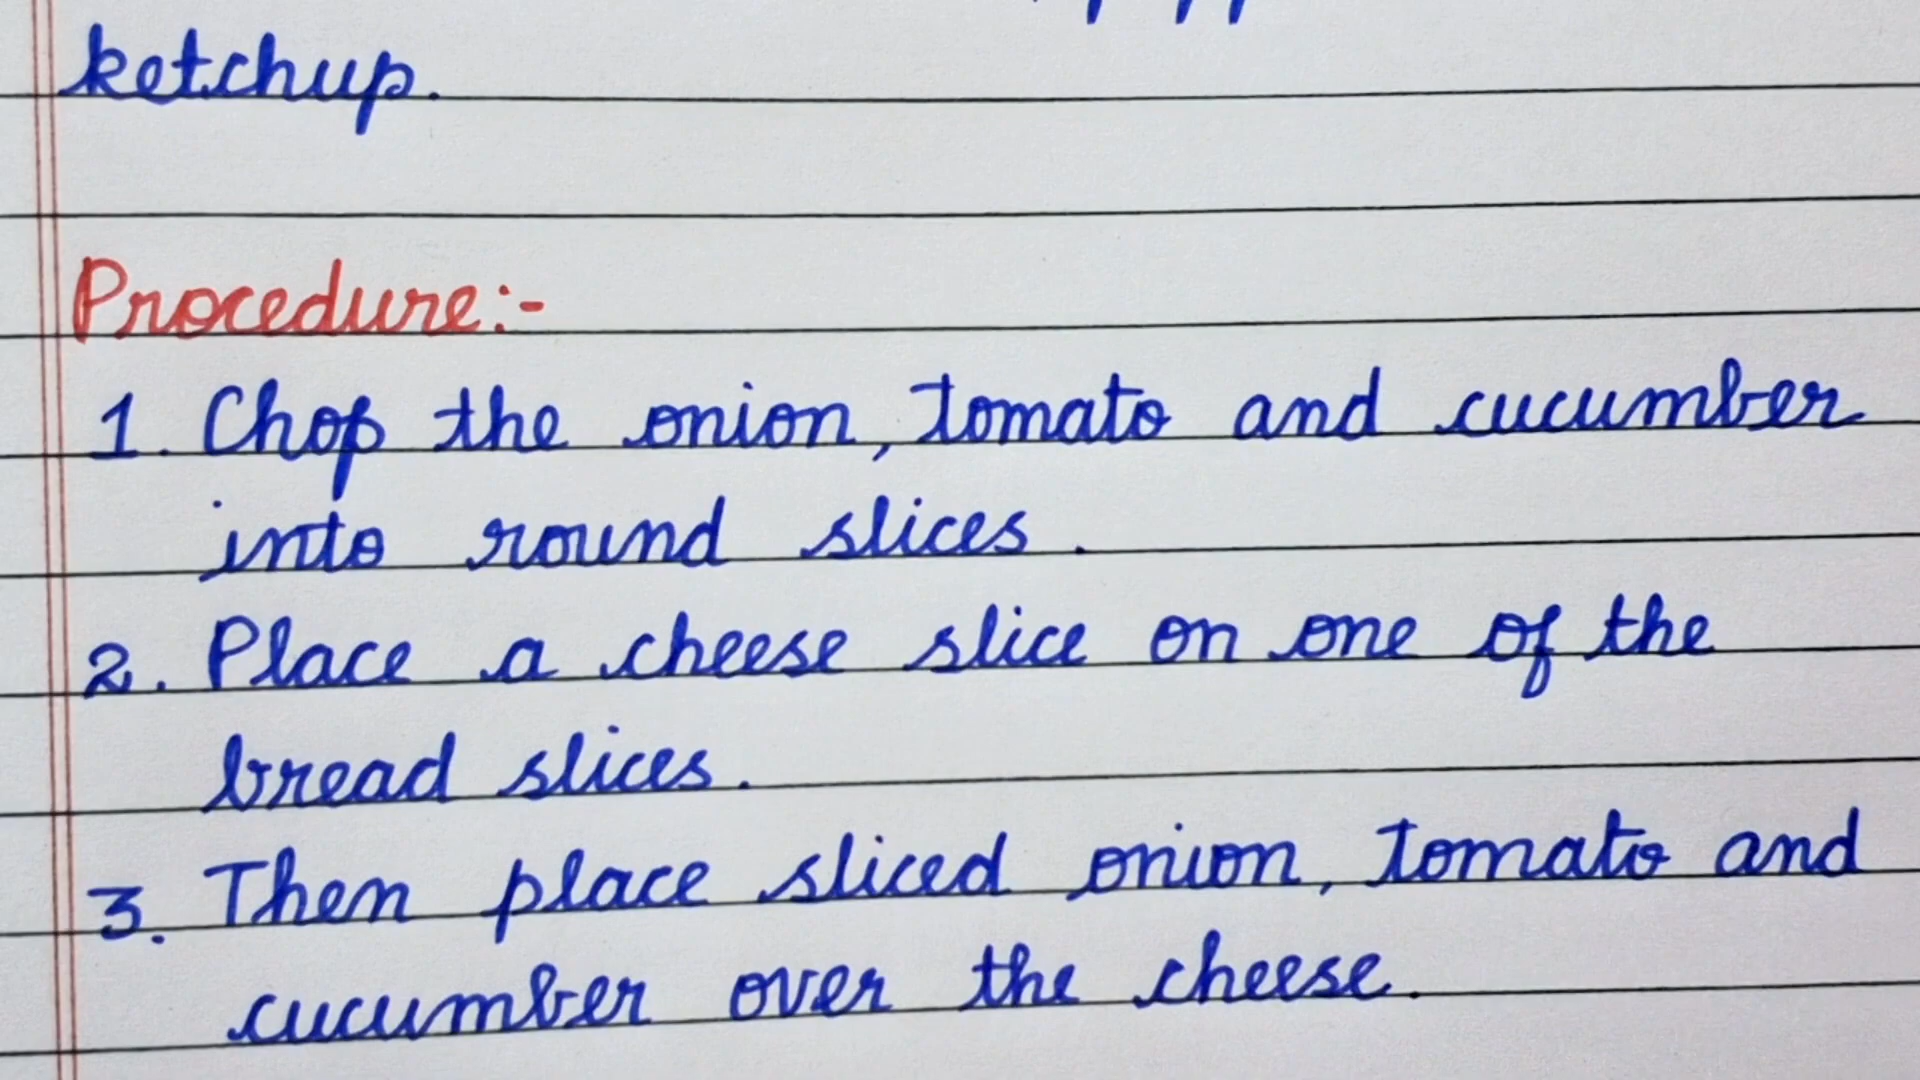 ketchup.
Procedure:-
1. Chop the onion, tomato and cucumber
into round slices.
2. Place a cheese slice on one of the
bread slices.
3. Then place sliced onion, tomato and
cucumber over the cheese.